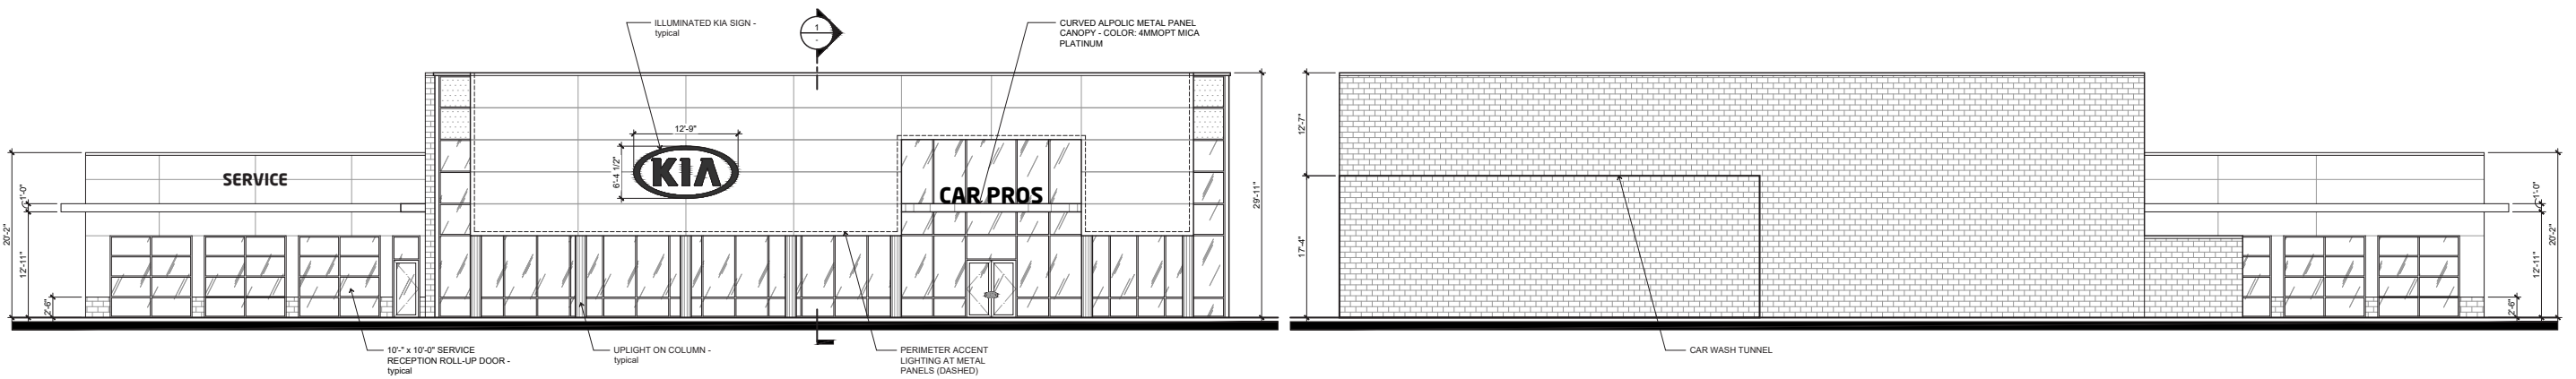 ILLUMINATED KIA SIGN -
typical
1
-
CURVED ALPOLIC METAL PANEL
CANOPY - COLOR: 4MMOPT MICA
PLATINUM
12'-9"
6'-4 1/2"
KIA
SERVICE
CAR PROS
20'-2"
12'-11"
1'-0"
2'-6"
29'-11"
12'-7"
17'-4"
1'-0"
12'-11"
20'-2"
2'-6"
10'-" x 10'-0" SERVICE
RECEPTION ROLL-UP DOOR -
typical
UPLIGHT ON COLUMN -
typical
PERIMETER ACCENT
LIGHTING AT METAL
PANELS (DASHED)
CAR WASH TUNNEL